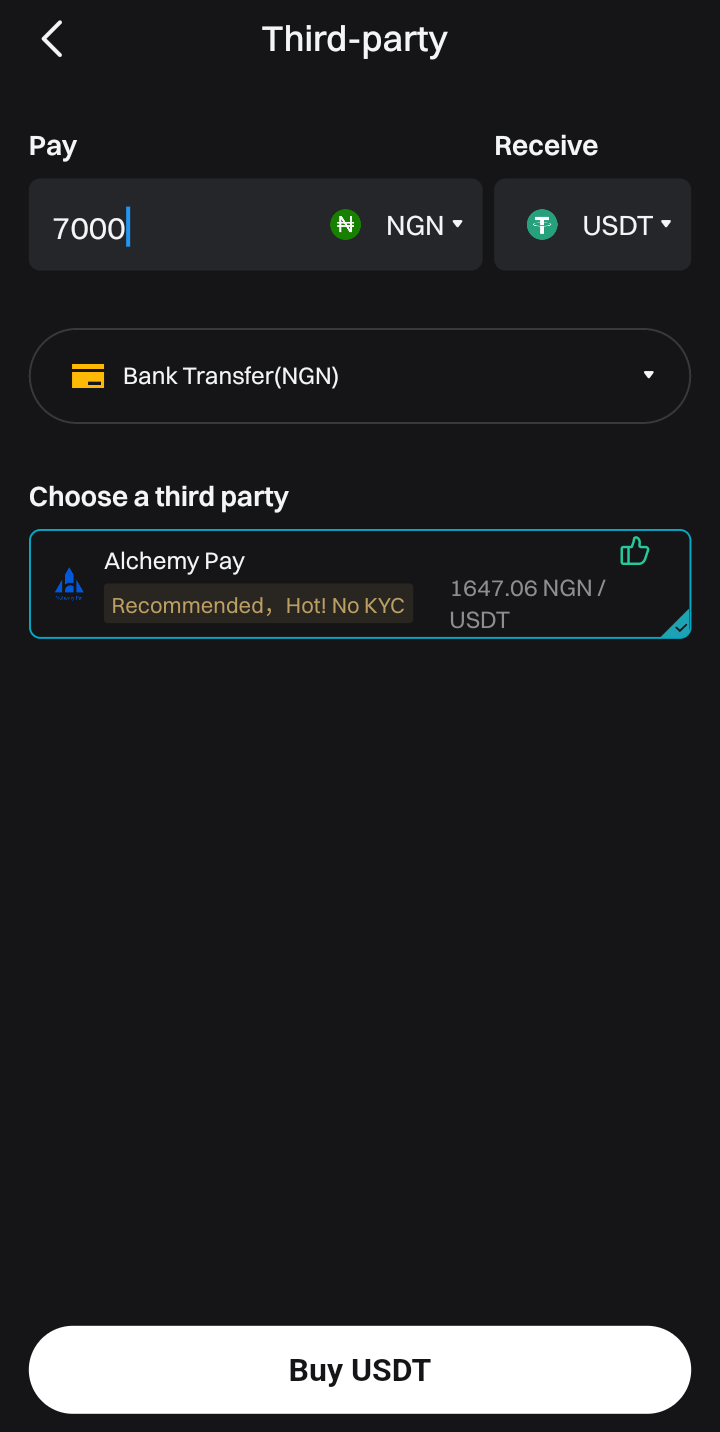 Third-party
Pay
Receive
7000
NGN
USDT
Bank Transfer(NGN)
Choose a third party
Alchemy Pay
Recommended，Hot! No KYC
1647.06 NGN /
USDT
Buy USDT